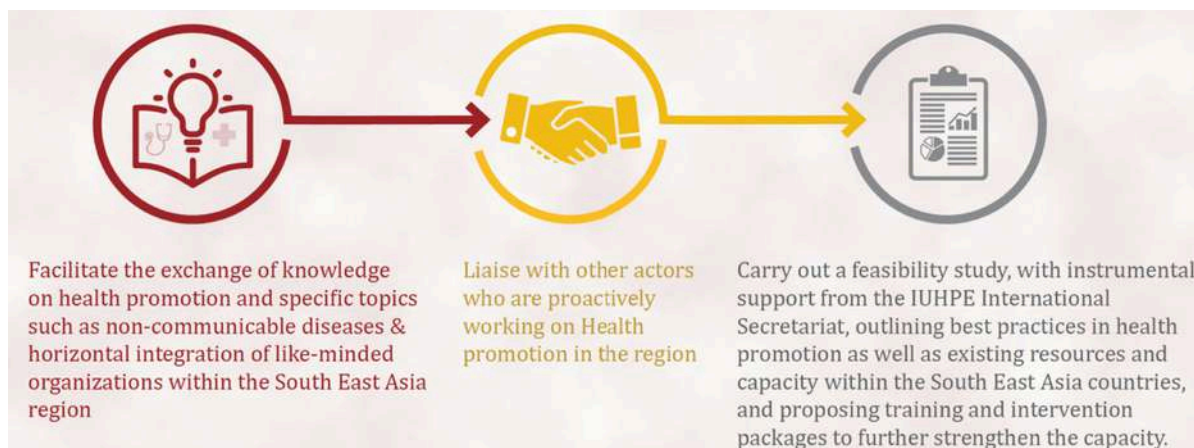 Facilitate the exchange of knowledge
on health promotion and specific topics
such as non-communicable diseases &
horizontal integration of like-minded
organizations within the South East Asia
region
Liaise with other actors
who are proactively
working on Health
promotion in the region
Carry out a feasibility study, with instrumental
support from the IUHPE International
Secretariat, outlining best practices in health
promotion as well as existing resources and
capacity within the South East Asia countries,
and proposing training and intervention
packages to further strengthen the capacity.